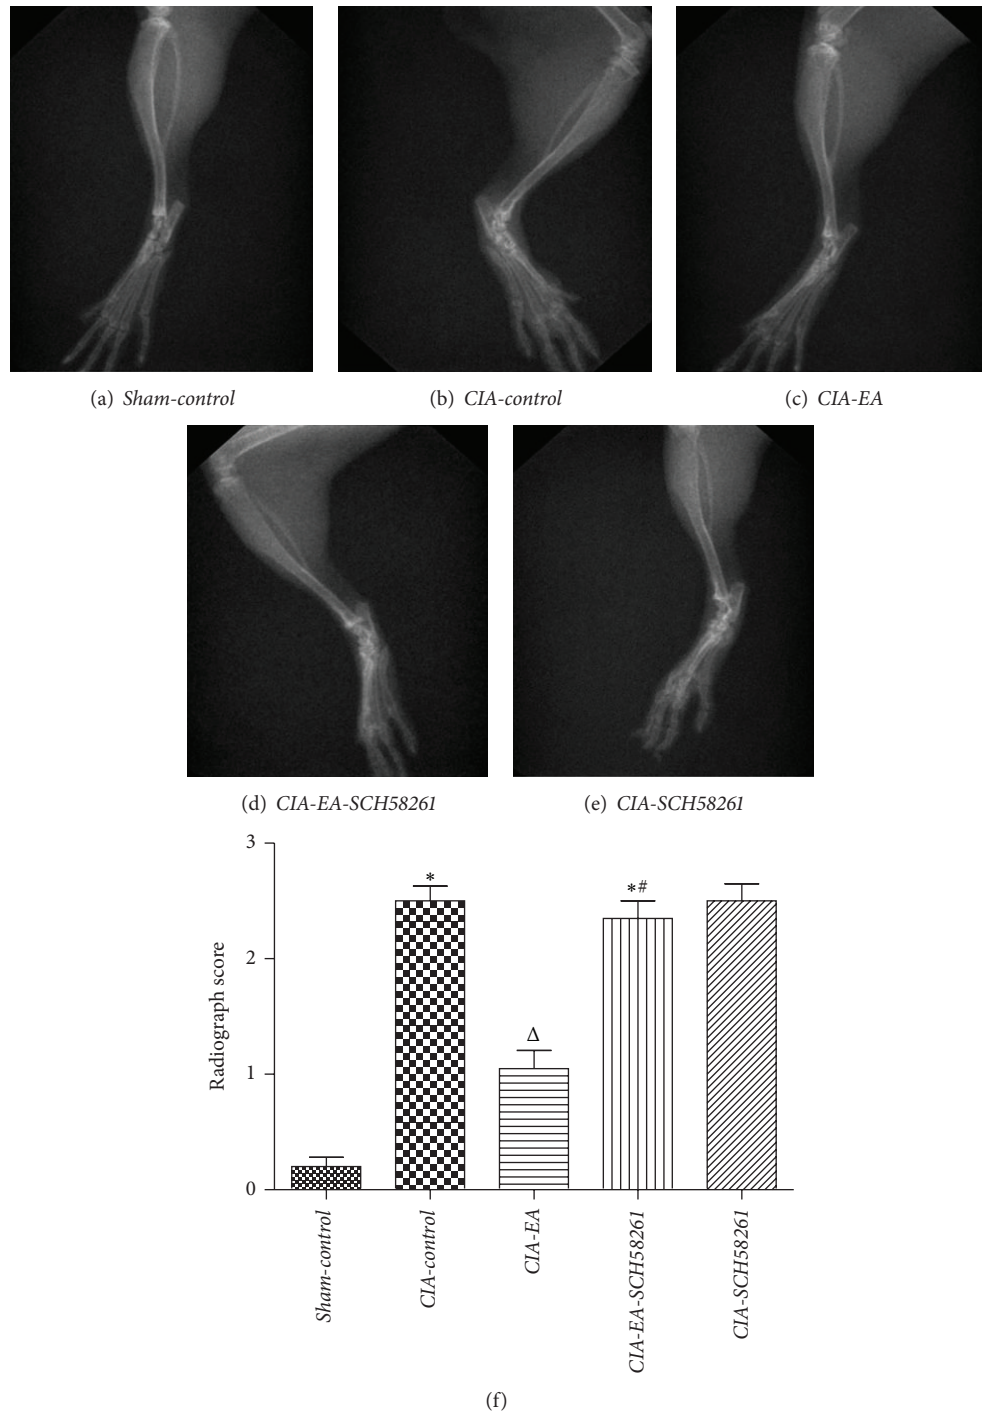 (a) Sham-control
(b) CIA-control
(c) CIA-EA
(d) CIA-EA-SCH58261
(e) CIA-SCH58261
3
2
1
0
Radiograph score
*
Δ
*#
Sham-control
CIA-control
CIA-EA
CIA-EA-SCH58261
CIA-SCH58261
(f)